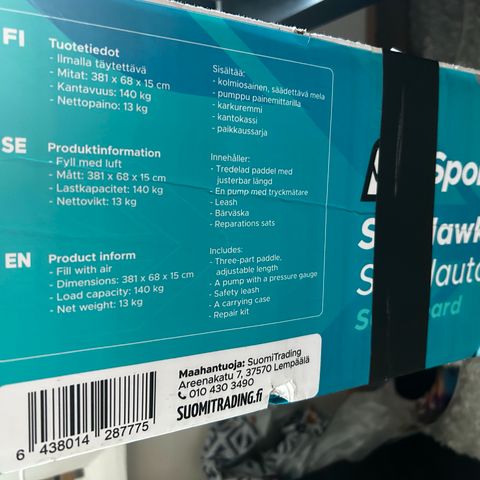 FI
Tuotetiedot
- Ilmalla täytettävä
- Mitat: 381 x 68 x 15 cm
- Kantavuus: 140 kg
- Nettopaino: 13 kg
Sisältää:
- kolmiosainen, säädettävä mela
- pumppu painemittarilla
- karkuremmi
- kantokassi
- paikkaussarja
SE
Produktinformation
- Fyll med luft
- Mått: 381 x 68 x 15 cm
- Lastkapacitet: 140 kg
- Nettovikt: 13 kg
Innehåller:
- Tredelad paddel med
justerbar längd
- En pump med tryckmätare
- Leash
- Bärväska
- Reparations sats
EN
Product inform
- Fill with air
- Dimensions: 381 x 68 x 15 cm
- Load capacity: 140 kg
- Net weight: 13 kg
Includes:
- Three-part paddle,
adjustable length
- A pump with a pressure gauge
- Safety leash
- A carrying case
- Repair kit
Maahantuoja: SuomiTrading
Areenakatu 7, 37570 Lempäälä
010 430 3490
SUOMITRADING.fi
6 438014 287775